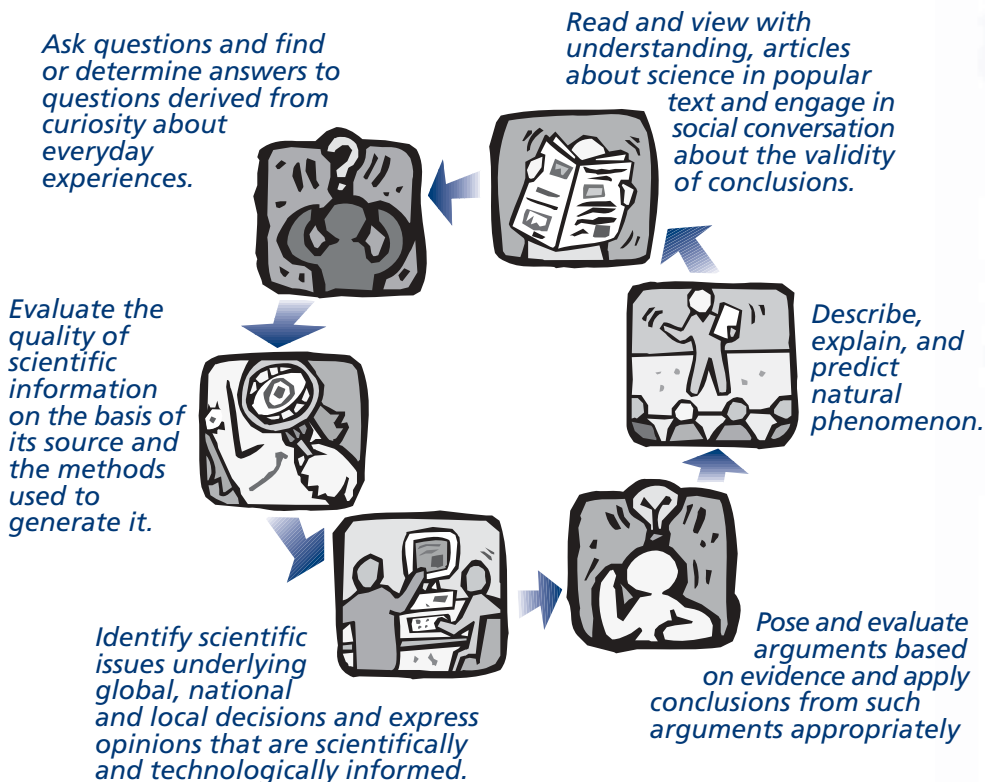 Ask questions and find
or determine answers to
questions derived from
curiosity about
everyday
experiences.
Read and view with
understanding, articles
about science in popular
text and engage in
social conversation
about the validity
of conclusions.
Evaluate the
quality of
scientific
information
on the basis of
its source and
the methods
used to
generate it.
Describe,
explain, and
predict
natural
phenomenon.
Identify scientific
issues underlying
global, national
and local decisions and express
opinions that are scientifically
and technologically informed.
Pose and evaluate
arguments based
on evidence and apply
conclusions from such
arguments appropriately